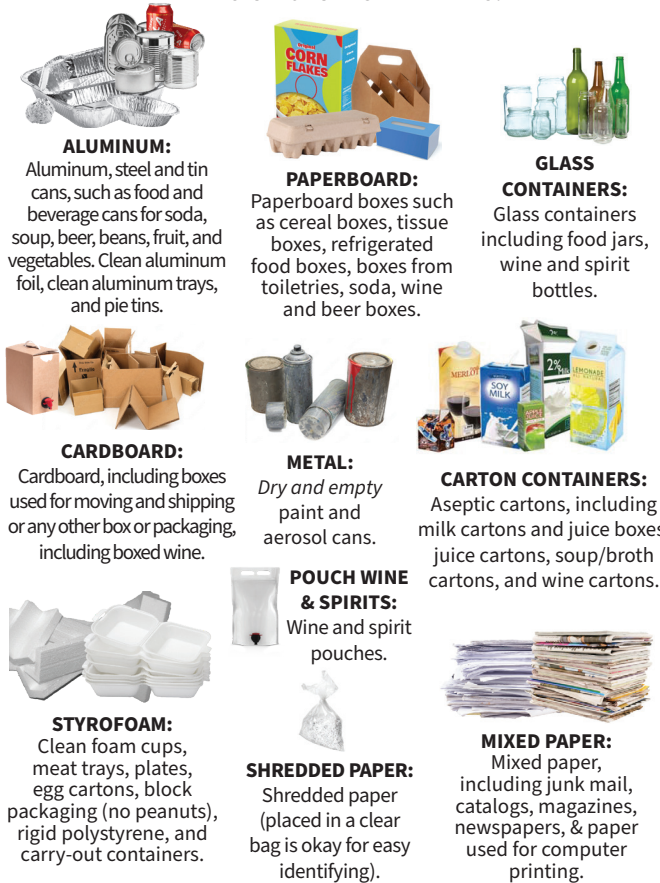 ALUMINUM:
Aluminum, steel and tin
cans, such as food and
beverage cans for soda,
soup, beer, beans, fruit, and
vegetables. Clean aluminum
foil, clean aluminum trays,
and pie tins.
CORN
FLAKES
PAPERBOARD:
Paperboard boxes such
as cereal boxes, tissue
boxes, refrigerated
food boxes, boxes from
toiletries, soda, wine
and beer boxes.
GLASS
CONTAINERS:
Glass containers
including food jars,
wine and spirit
bottles.
CARDBOARD:
Cardboard, including boxes
used for moving and shipping
or any other box or packaging,
including boxed wine.
METAL:
Dry and empty
paint and
aerosol cans.
MERLOT
SOY
MILK
2%
LEMONADE
CARTON CONTAINERS:
Aseptic cartons, including
milk cartons and juice boxes
juice cartons, soup/broth
cartons, and wine cartons.
STYROFOAM:
Clean foam cups,
meat trays, plates,
egg cartons, block
packaging (no peanuts),
rigid polystyrene, and
carry-out containers.
POUCH WINE
& SPIRITS:
Wine and spirit
pouches.
SHREDDED PAPER:
Shredded paper
(placed in a clear
bag is okay for easy
identifying).
MIXED PAPER:
Mixed paper,
including junk mail,
catalogs, magazines,
newspapers, & paper
used for computer
printing.